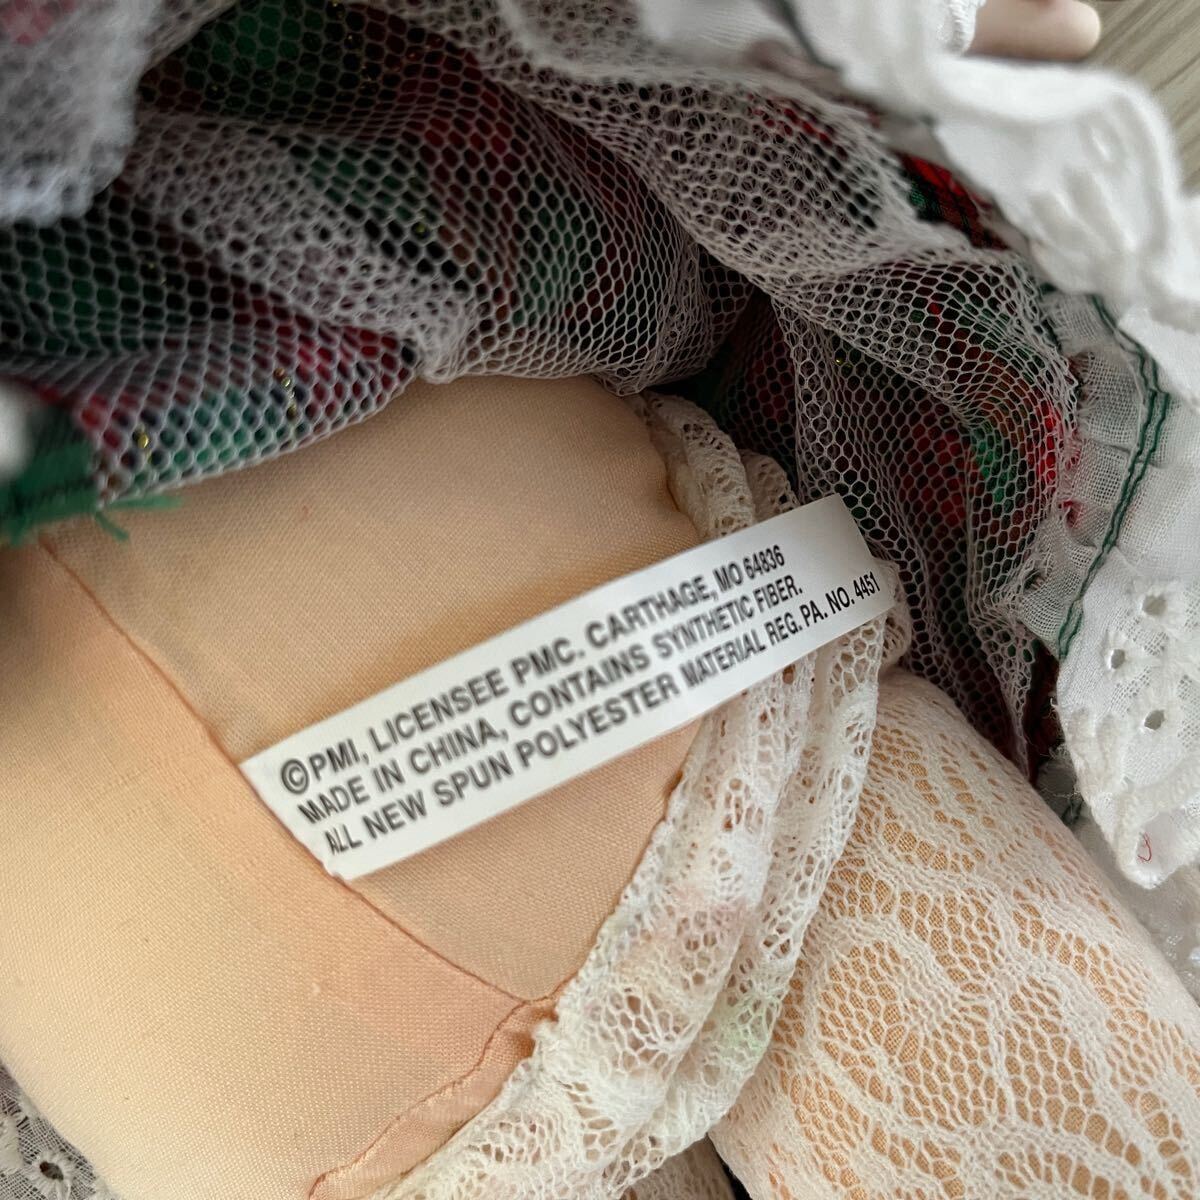 ©PMI, LICENSEE PMC. CARTHAGE, MO 64836
MADE IN CHINA, CONTAINS SYNTHETIC FIBER.
ALL NEW SPUN POLYESTER MATERIAL REG. PA. NO. 4451